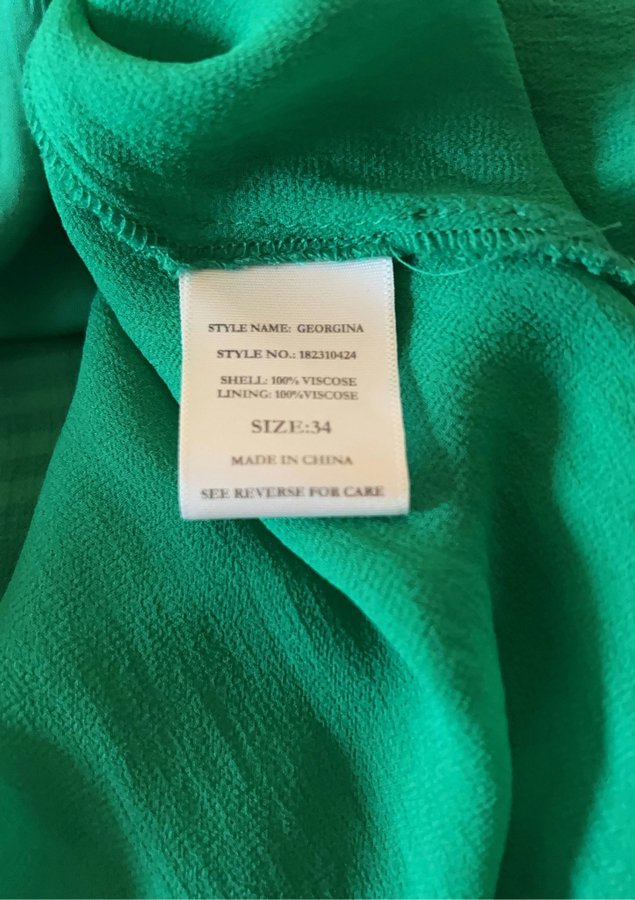 STYLE NAME: GEORGINA
STYLE NO.: 182310424
SHELL: 100% VISCOSE
LINING: 100%VISCOSE
SIZE:34
MADE IN CHINA
SEE REVERSE FOR CARE